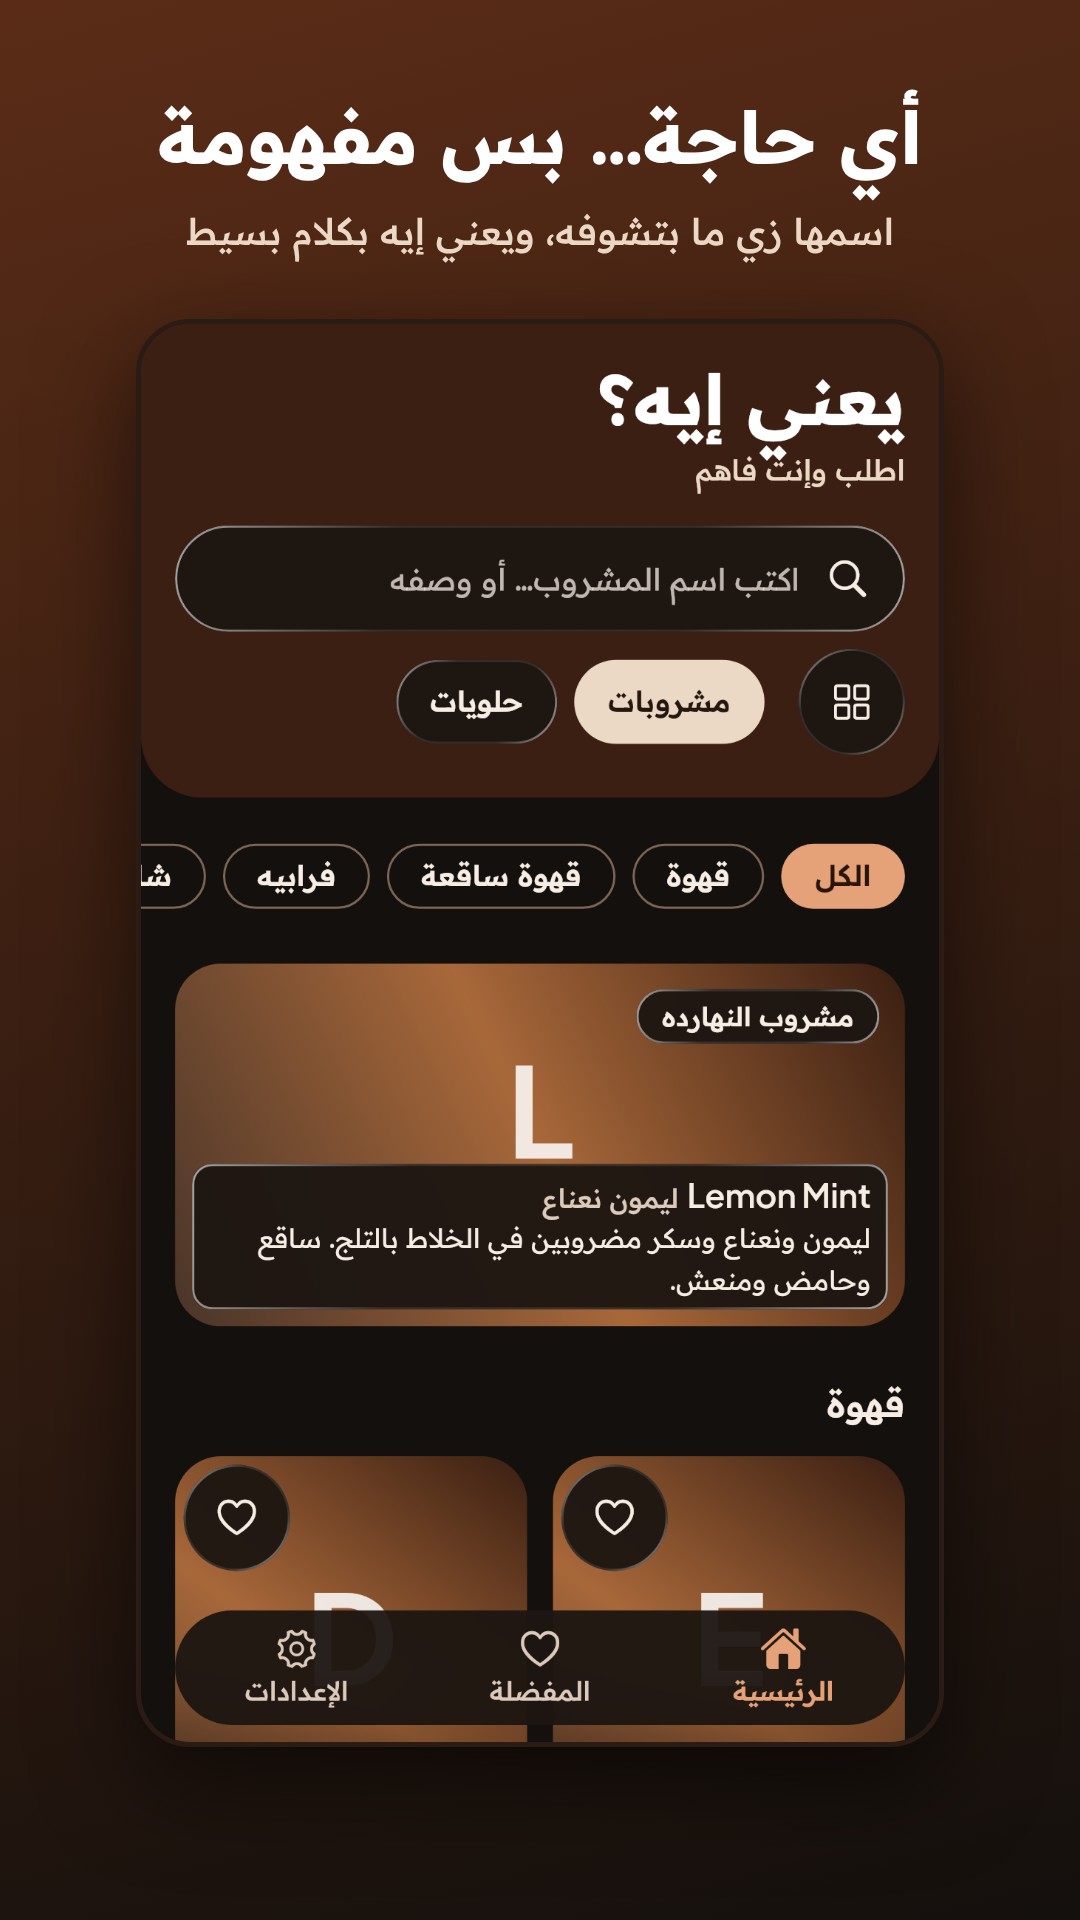 أي حاجة... بس مفهومة
اسمها زي ما بتشوفه، ويعني إيه بكلام بسيط
يعني إيه؟
اطلب وإنت فاهم
اكتب اسم المشروب... أو وصفه
مشروبات
حلويات
الكل
قهوة
قهوة ساقعة
فرابيه
مشروب النهارده
L
Lemon Mint ليمون نعناع
ليمون ونعناع وسكر مضروبين في الخلاط بالتلج. ساقع
وحامض ومنعش.
قهوة
E
D
الرئيسية
المفضلة
الإعدادات